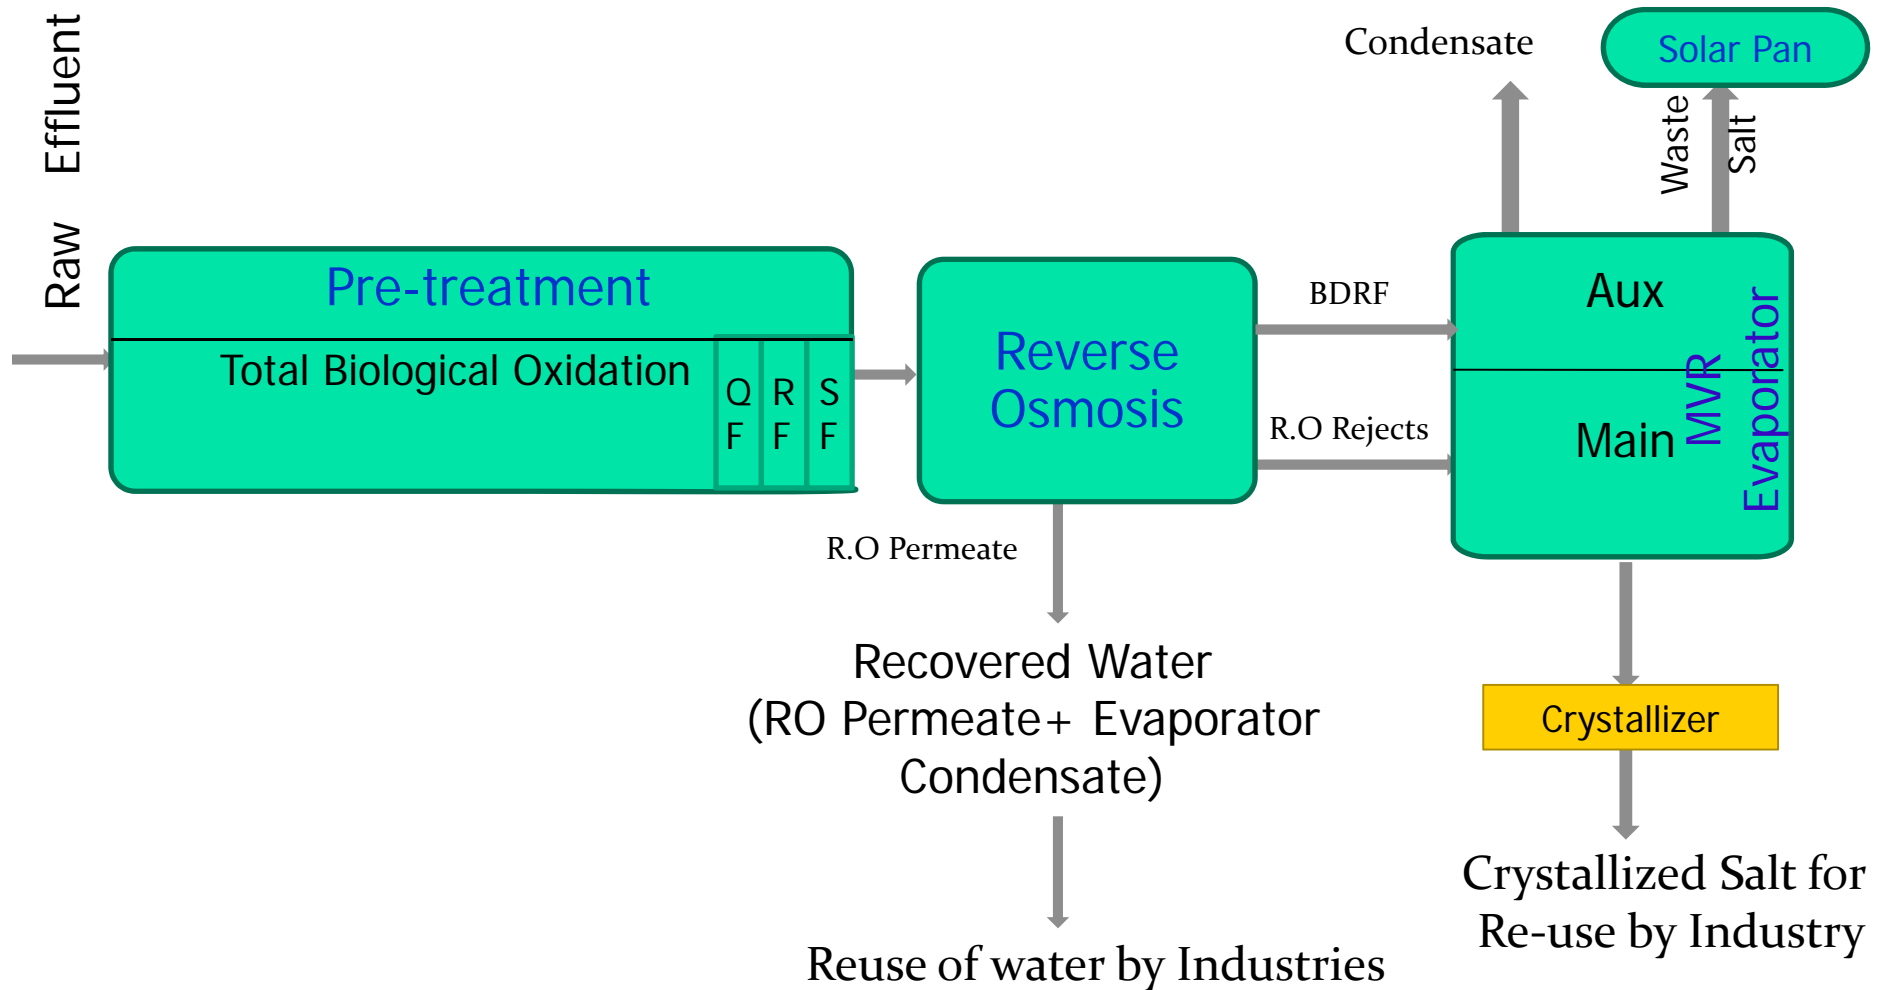 Raw Effluent
Pre-treatment
Total Biological Oxidation
Q
F
R
F
S
F
Reverse
Osmosis
BDRF
R.O Rejects
R.O Permeate
Recovered Water
(RO Permeate+ Evaporator
Condensate)
Reuse of water by Industries
Condensate
Solar Pan
Waste
Salt
Aux
Main
MVR
Evaporator
Crystallizer
Crystallized Salt for
Re-use by Industry